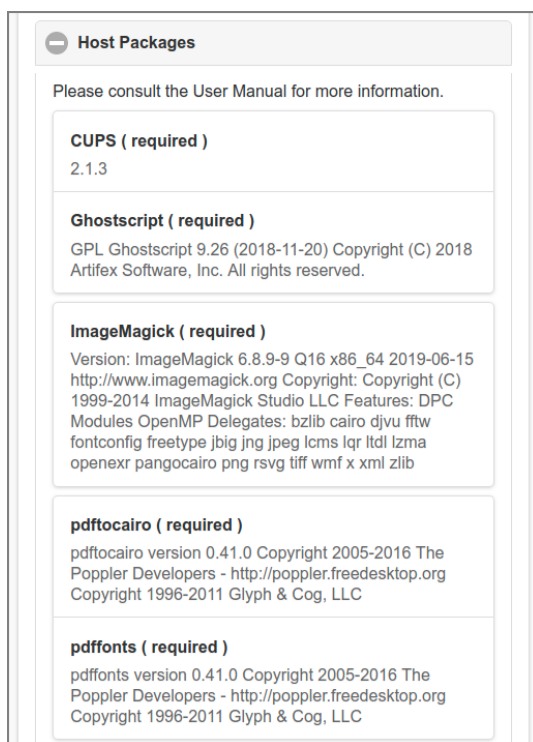 Host Packages
Please consult the User Manual for more information.
CUPS ( required )
2.1.3
Ghostscript ( required )
GPL Ghostscript 9.26 (2018-11-20) Copyright (C) 2018
Artifex Software, Inc. All rights reserved.
ImageMagick ( required )
Version: ImageMagick 6.8.9-9 Q16 x86_64 2019-06-15
http://www.imagemagick.org Copyright: Copyright (C)
1999-2014 ImageMagick Studio LLC Features: DPC
Modules OpenMP Delegates: bzlib cairo djvu fftw
fontconfig freetype jbig jng jpeg lcms lqr ltdl lzma
openexr pangocairo png rsvg tiff wmf x xml zlib
pdftocairo ( required )
pdftocairo version 0.41.0 Copyright 2005-2016 The
Poppler Developers - http://poppler.freedesktop.org
Copyright 1996-2011 Glyph & Cog, LLC
pdffonts ( required )
pdffonts version 0.41.0 Copyright 2005-2016 The
Poppler Developers - http://poppler.freedesktop.org
Copyright 1996-2011 Glyph & Cog, LLC